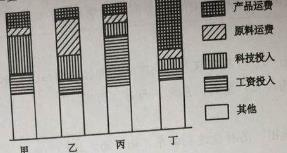 产品运费
原料运费
科技投入
工资投入
其他
甲 乙 丙 丁